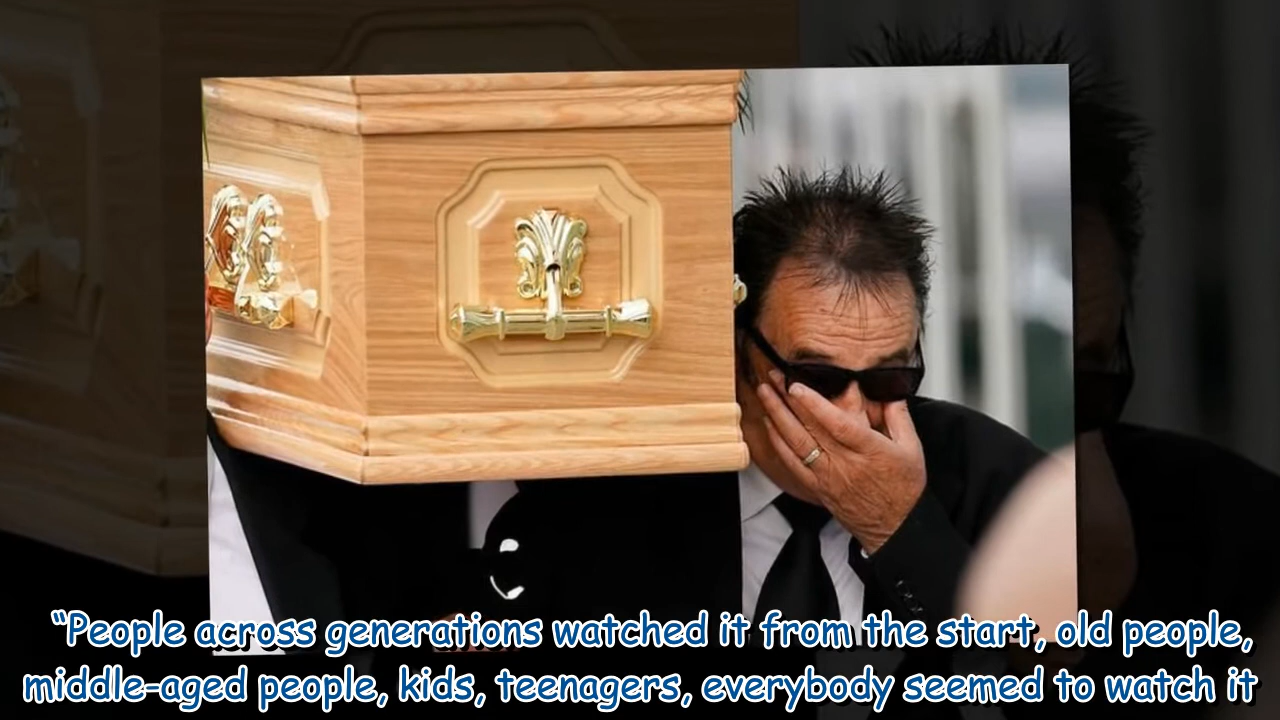 “People across generations watched it from the start, old people,
middle-aged people, kids, teenagers, everybody seemed to watch it